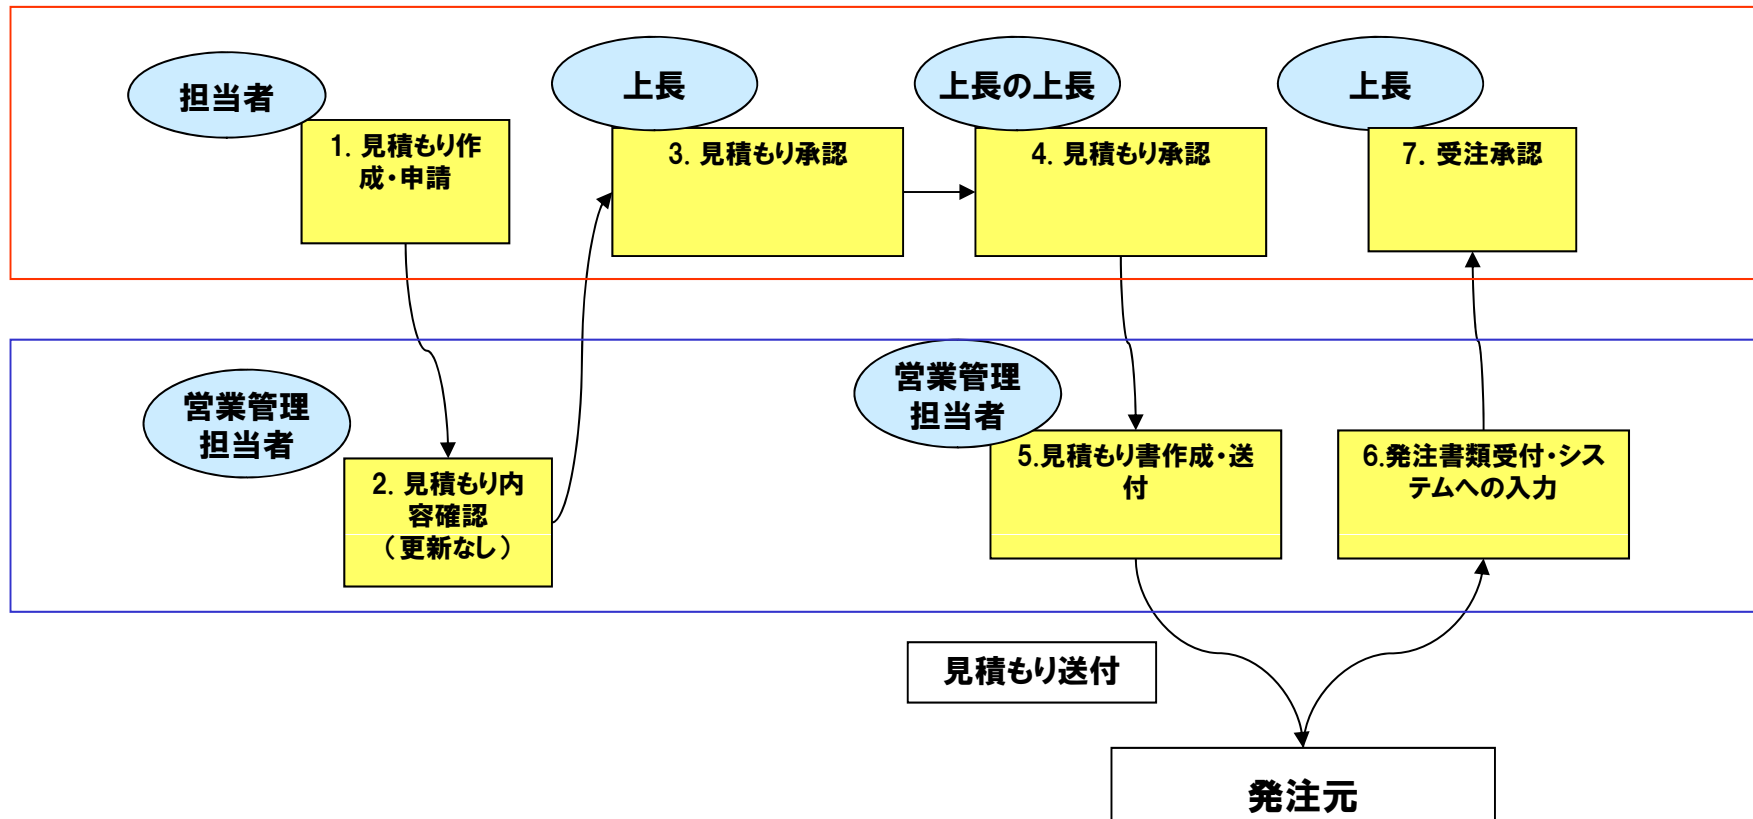 担当者
1. 見積もり作
成・申請
上長
3. 見積もり承認
上長の上長
4. 見積もり承認
上長
7. 受注承認
営業管理
担当者
2. 見積もり内
容確認
（更新なし）
営業管理
担当者
5.見積もり書作成・送
付
6.発注書類受付・シス
テムへの入力
見積もり送付
発注元